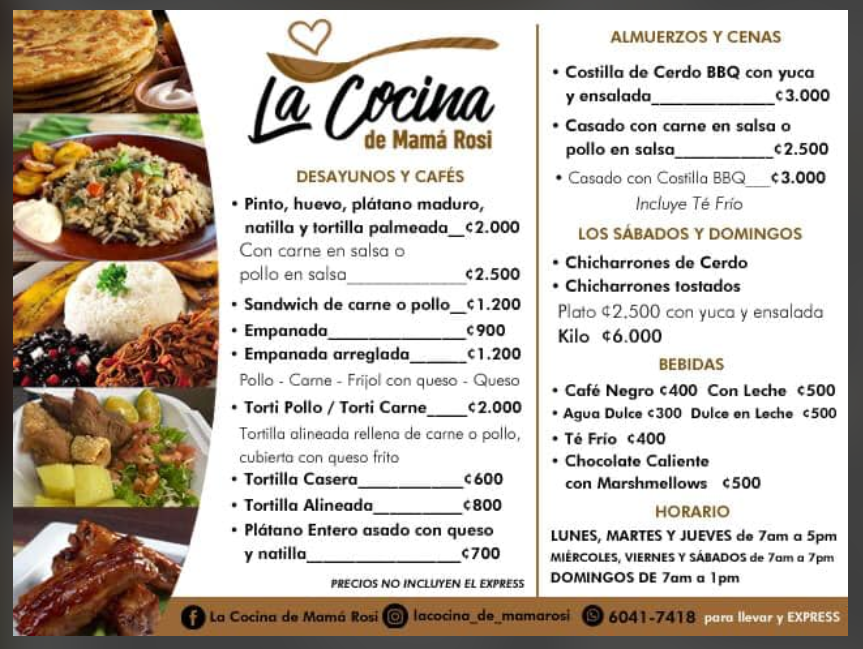 La Cocina
de Mamá Rosi
DESAYUNOS Y CAFÉS
• Pinto, huevo, plátano maduro,
natilla y tortilla palmeada__¢2.000
Con carne en salsa o
pollo en salsa____________¢2.500
• Sandwich de carne o pollo__¢1.200
• Empanada______________¢900
• Empanada arreglada______¢1.200
Pollo - Carne - Frijol con queso - Queso
• Torti Pollo / Torti Carne____¢2.000
Tortilla alineada rellena de carne o pollo,
cubierta con queso frito
• Tortilla Casera___________¢600
• Tortilla Alineada_________¢800
• Plátano Entero asado con queso
y natilla________________¢700
PRECIOS NO INCLUYEN EL EXPRESS
ALMUERZOS Y CENAS
• Costilla de Cerdo BBQ con yuca
y ensalada_____________¢3.000
• Casado con carne en salsa o
pollo en salsa__________¢2.500
• Casado con Costilla BBQ___¢3.000
Incluye Té Frío
LOS SÁBADOS Y DOMINGOS
• Chicharrones de Cerdo
• Chicharrones tostados
Plato ¢2,500 con yuca y ensalada
Kilo ¢6.000
BEBIDAS
• Café Negro ¢400 Con Leche ¢500
• Agua Dulce ¢300 Dulce en Leche ¢500
• Té Frío ¢400
• Chocolate Caliente
con Marshmellows ¢500
HORARIO
LUNES, MARTES Y JUEVES de 7am a 5pm
MIÉRCOLES, VIERNES Y SÁBADOS de 7am a 7pm
DOMINGOS DE 7am a 1pm
La Cocina de Mamá Rosi lacocina_de_mamarosi 6041-7418 para llevar y EXPRESS